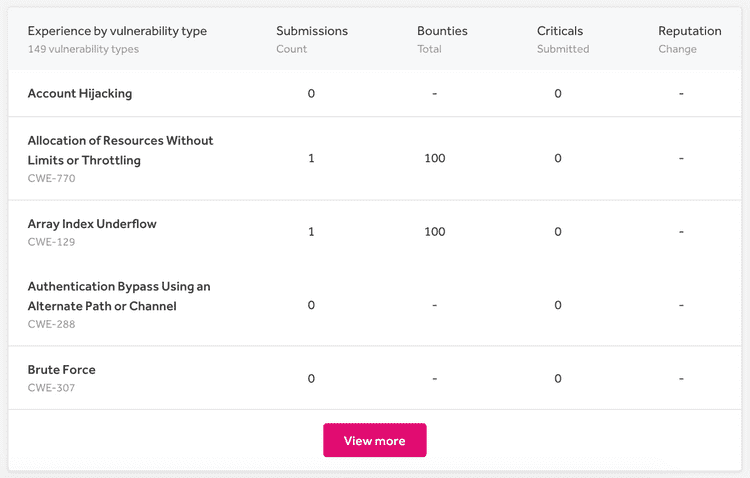 Experience by vulnerability type Submissions Bounties Criticals Reputation
149 vulnerability types Count Total Submitted Change
Account Hijacking 0 - 0 -
Allocation of Resources Without
Limits or Throttling 1 100 0 -
CWE-770
Array Index Underflow 1 100 0 -
CWE-129
Authentication Bypass Using an
Alternate Path or Channel 0 - 0 -
CWE-288
Brute Force 0 - 0 -
CWE-307
View more